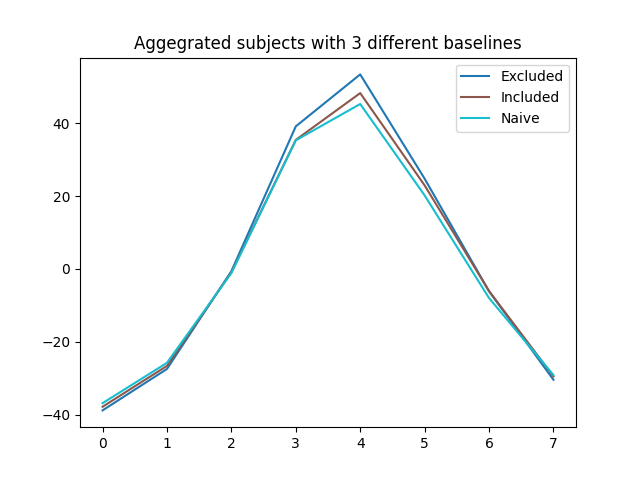 Aggegrated subjects with 3 different baselines
Excluded
Included
Naive
40
20
0
−20
−40
0 1 2 3 4 5 6 7